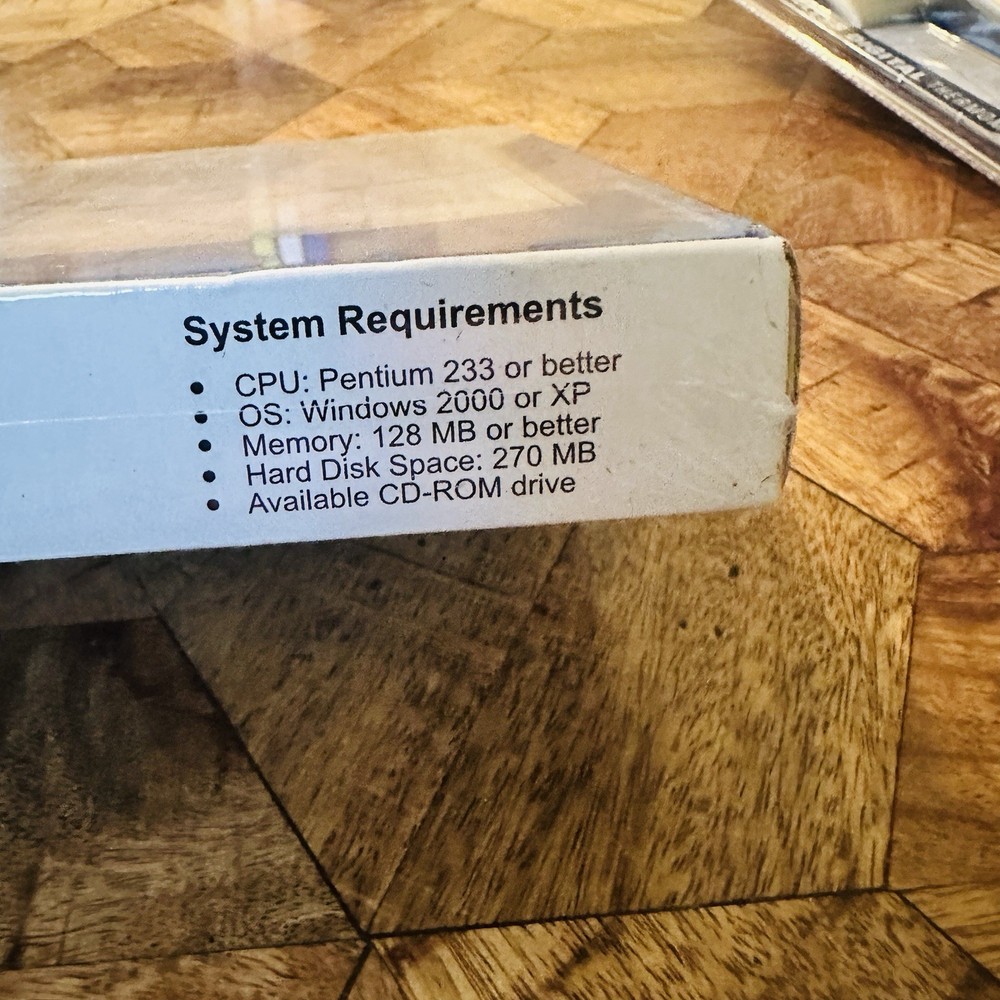 System Requirements
• CPU: Pentium 233 or better
• OS: Windows 2000 or XP
• Memory: 128 MB or better
• Hard Disk Space: 270 MB
• Available CD-ROM drive